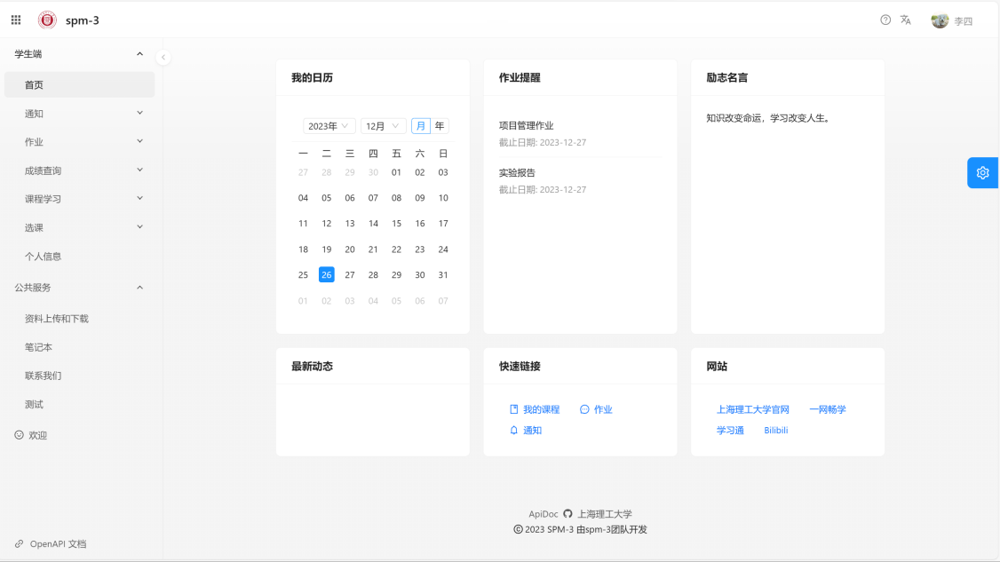 spm-3
李四
学生端
首页
通知
作业
成绩查询
课程学习
选课
个人信息
公共服务
资料上传和下载
笔记本
联系我们
测试
欢迎
OpenAPI 文档
我的日历
2023年 12月 月 年
一 二 三 四 五 六 日
27 28 29 30 01 02 03
04 05 06 07 08 09 10
11 12 13 14 15 16 17
18 19 20 21 22 23 24
25 26 27 28 29 30 31
01 02 03 04 05 06 07
作业提醒
项目管理作业
截止日期: 2023-12-27
实验报告
截止日期: 2023-12-27
励志名言
知识改变命运，学习改变人生。
最新动态
快速链接
我的课程 作业
通知
网站
上海理工大学官网 一网畅学
学习通 Bilibili
ApiDoc 上海理工大学
© 2023 SPM-3 由spm-3团队开发